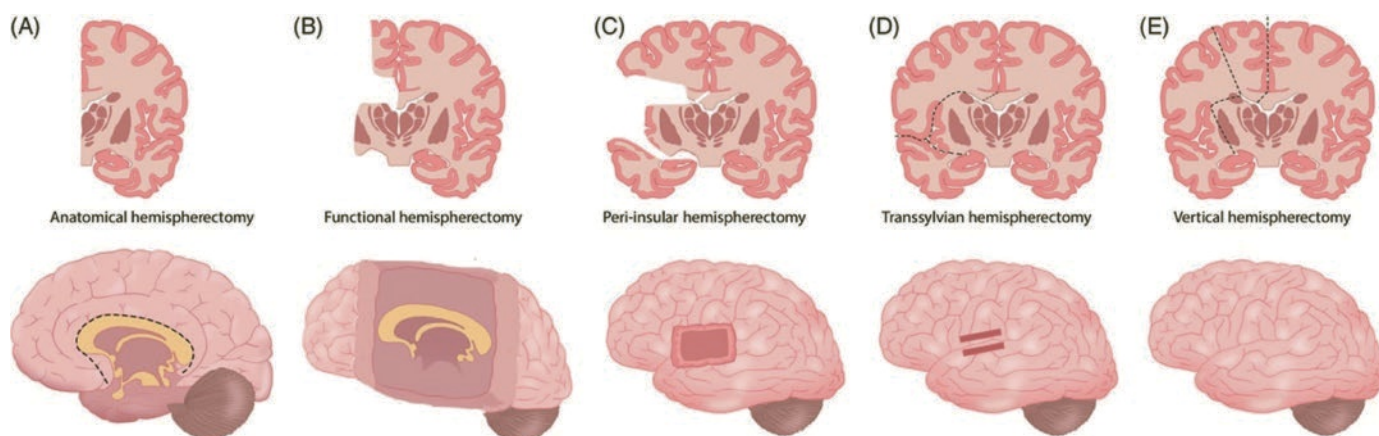 (A)
(B)
(C)
(D)
(E)
Anatomical hemispherectomy
Functional hemispherectomy
Peri-insular hemispherectomy
Transsylvian hemispherectomy
Vertical hemispherectomy